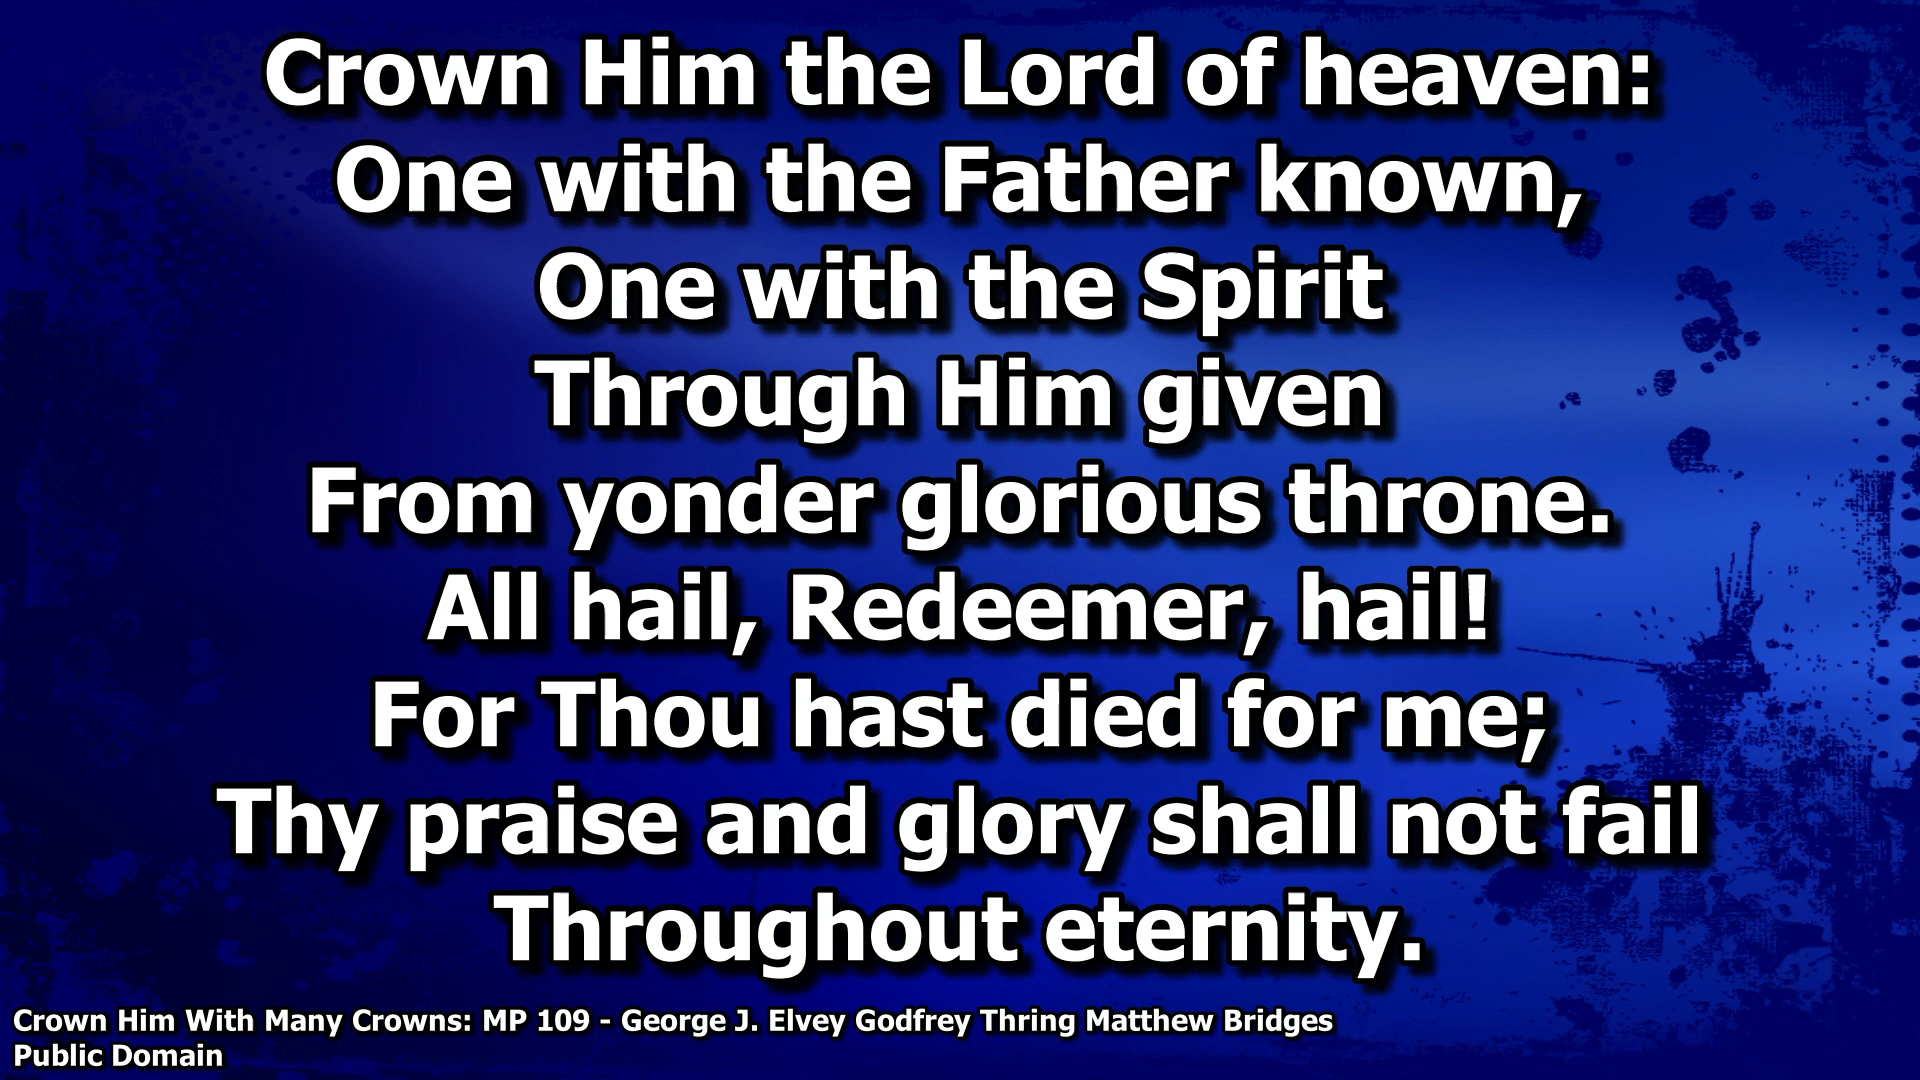 Crown Him the Lord of heaven:
One with the Father known,
One with the Spirit
Through Him given
From yonder glorious throne.
All hail, Redeemer, hail!
For Thou hast died for me;
Thy praise and glory shall not fail
Throughout eternity.
Crown Him With Many Crowns: MP 109 - George J. Elvey Godfrey Thring Matthew Bridges
Public Domain